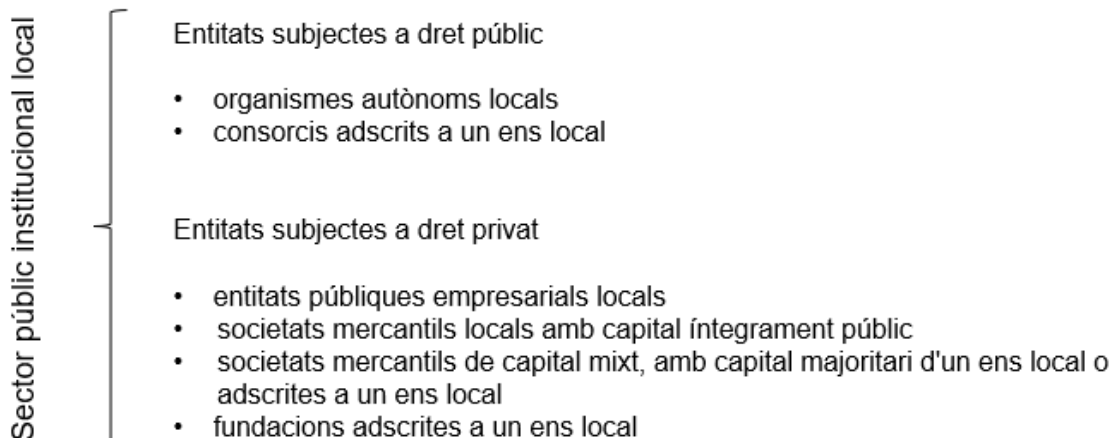 Sector públic institucional local
Entitats subjectes a dret públic
• organismes autònoms locals
• consorcis adscrits a un ens local
Entitats subjectes a dret privat
• entitats públiques empresarials locals
• societats mercantils locals amb capital íntegrament públic
• societats mercantils de capital mixt, amb capital majoritari d'un ens local o
adscrites a un ens local
• fundacions adscrites a un ens local